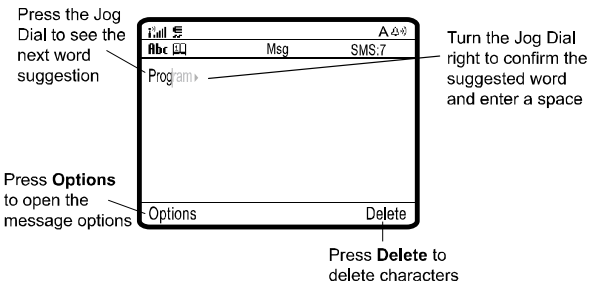 Press the Jog
Dial to see the
next word
suggestion
A
Abc
Msg
SMS:7
Program
Turn the Jog Dial
right to confirm the
suggested word
and enter a space
Press Options
to open the
message options
Options
Delete
Press Delete to
delete characters